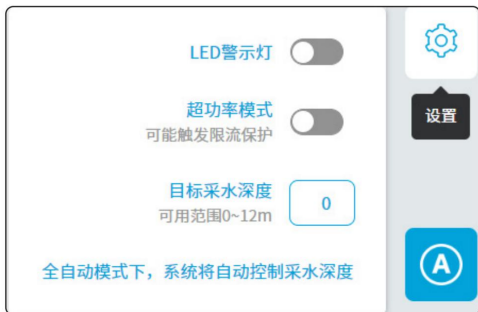 LED警示灯
超功率模式
可能触发限流保护
目标采水深度
可用范围0~12m
0
全自动模式下，系统将自动控制采水深度
设置
A